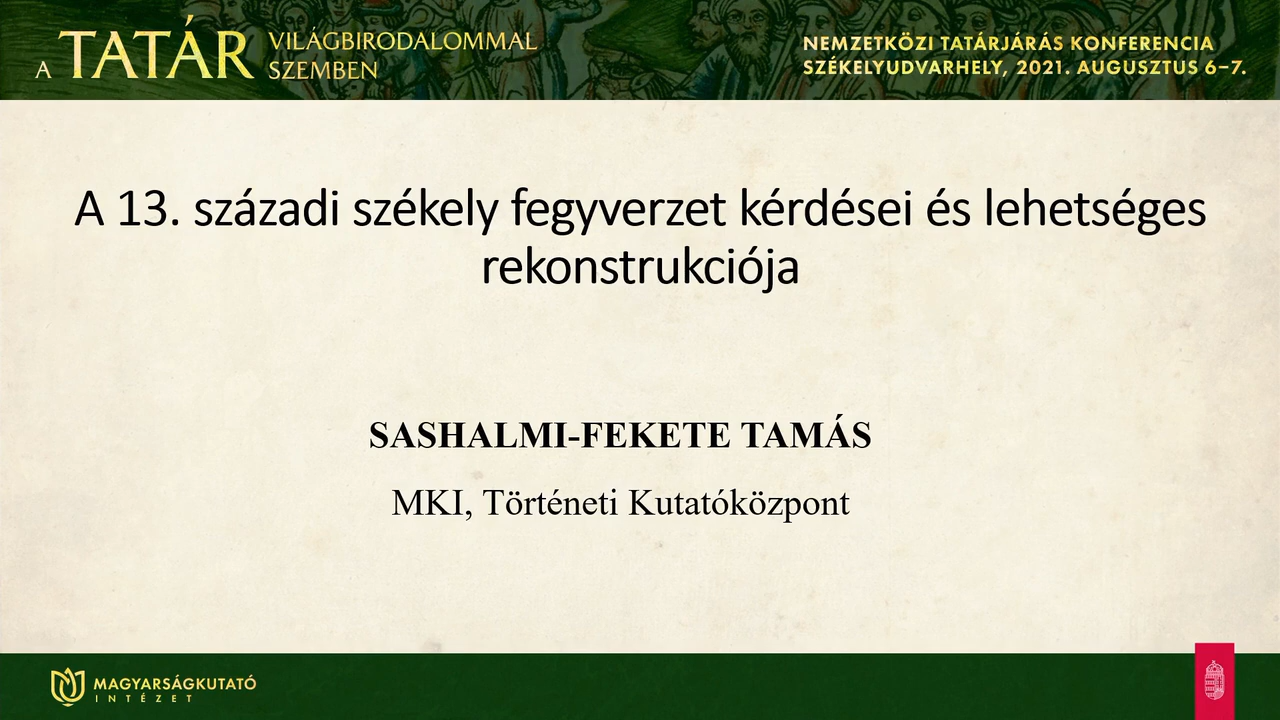 A TATÁR VILÁGBIRODALOMMAL
SZEMBEN
NEMZETKÖZI TATÁRJÁRÁS KONFERENCIA
SZÉKELYUDVARHELY, 2021. AUGUSZTUS 6–7.
A 13. századi székely fegyverzet kérdései és lehetséges
rekonstrukciója
SASHALMI-FEKETE TAMÁS
MKI, Történeti Kutatóközpont
MAGYARSÁGKUTATÓ
INTÉZET